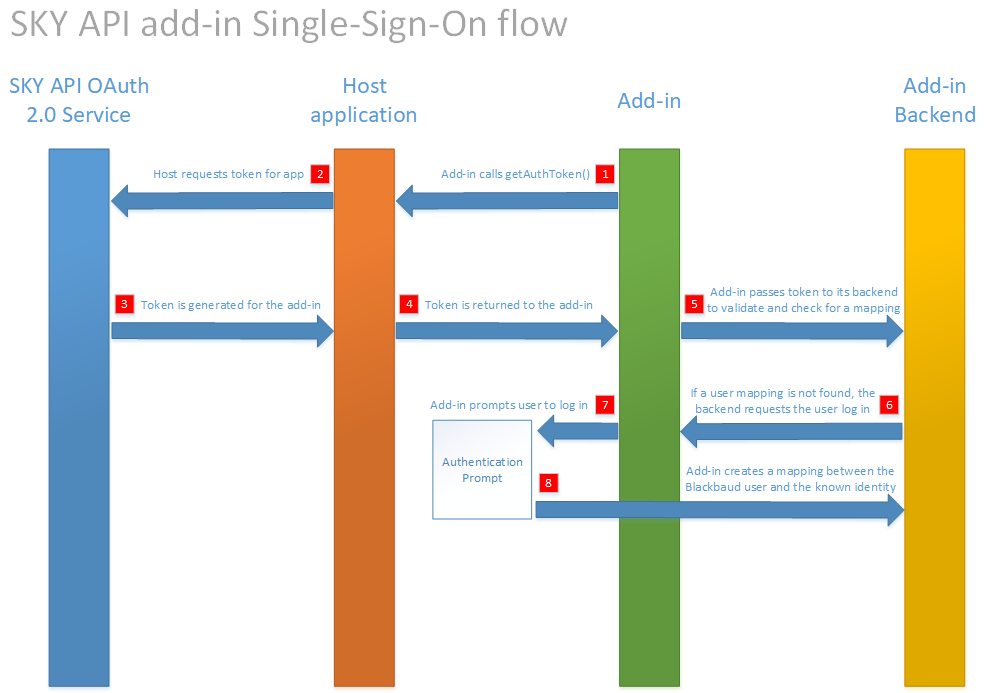 SKY API add-in Single-Sign-On flow
SKY API OAuth
2.0 Service
Host
application
Add-in
Add-in
Backend
Host requests token for app
2
Add-in calls getAuthToken()
1
3
Token is generated for the add-in
4
Token is returned to the add-in
5
Add-in passes token to its backend
to validate and check for a mapping
Add-in prompts user to log in
7
If a user mapping is not found, the
backend requests the user log in
6
Authentication
Prompt
8
Add-in creates a mapping between the
Blackbaud user and the known identity